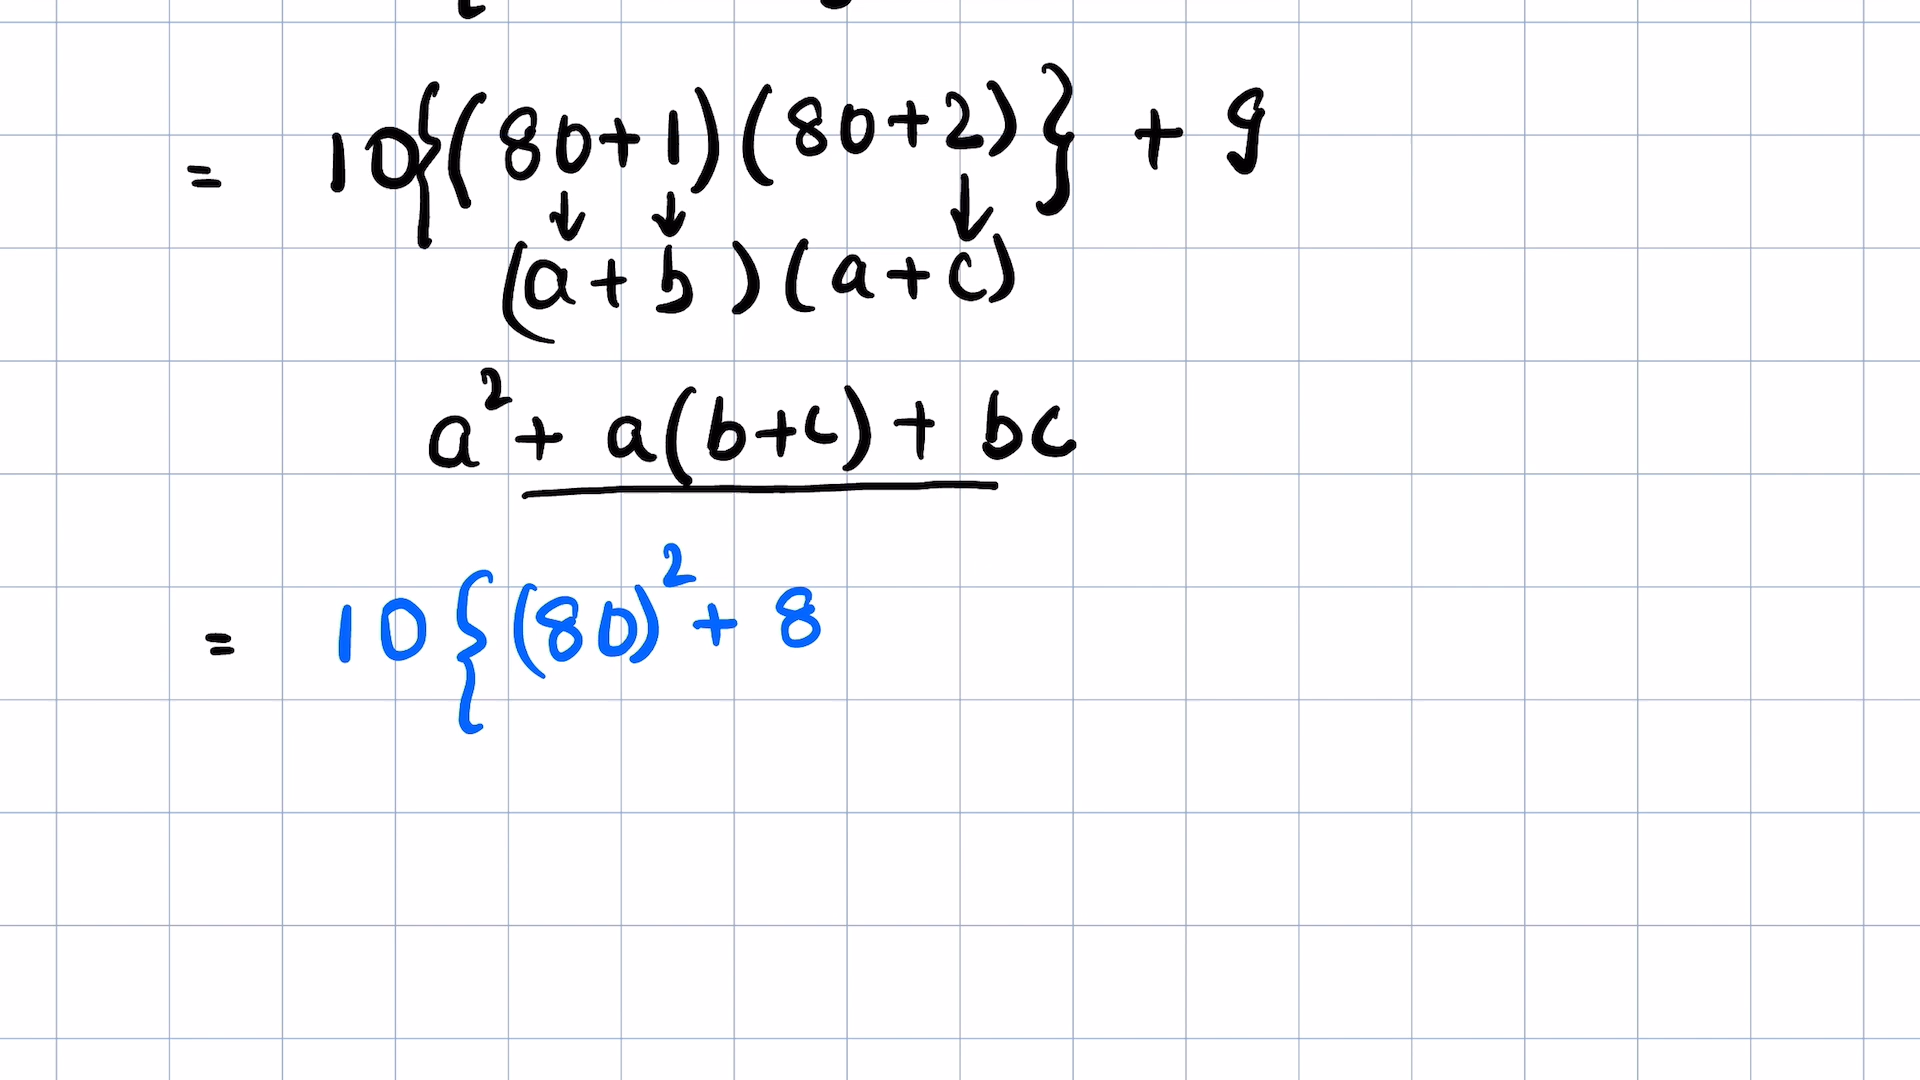 = 10{(80+1)(80+2)} + 9
↓ ↓ ↓
(a+b)(a+c)
a² + a(b+c) + bc
= 10{(80)² + 8